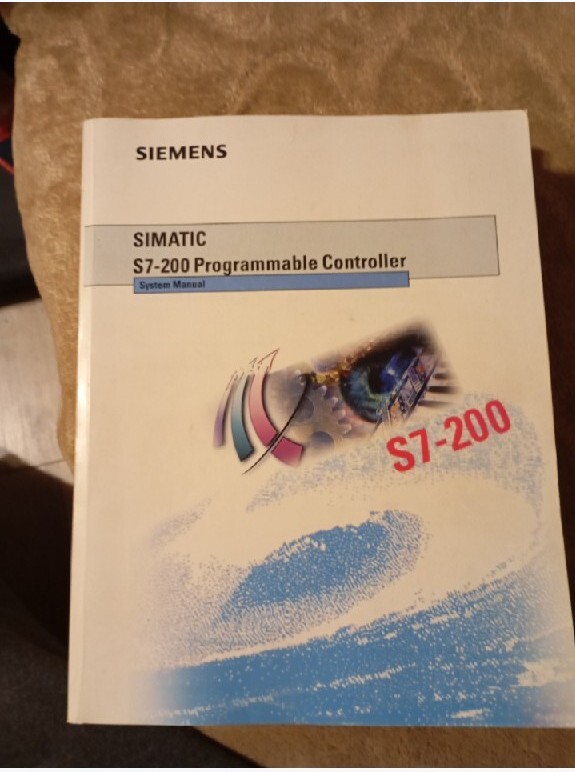 SIEMENS
SIMATIC
S7-200 Programmable Controller
System Manual
S7-200